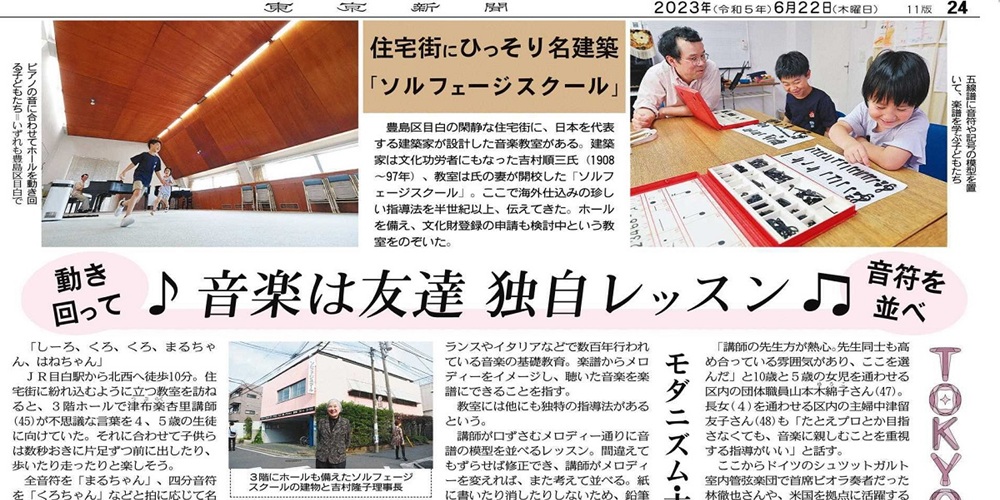 東京新聞
2023年(令和5年)6月22日(木曜日)
11版 24
ピアノの音に合わせてホールを動き回
る子どもたち=いずれも豊島区目白で
住宅街にひっそり名建築
「ソルフェージスクール」
豊島区目白の閑静な住宅街に、日本を代表
する建築家が設計した音楽教室がある。建築
家は文化功労者にもなった吉村順三氏(1908
〜97年)、教室は氏の妻が開校した「ソルフ
ェージスクール」。ここで海外仕込みの珍し
い指導法を半世紀以上、伝えてきた。ホール
を備え、文化財登録の申請も検討中という教
室をのぞいた。
五線譜に音符や記号の模型を置
いて、楽譜を学ぶ子どもたち
動き
回って
♪音楽は友達 独自レッスン♫
音符を
並べ
「しーろ、くろ、くろ、まるちゃ
ん、はねちゃん」
JR目白駅から北西へ徒歩10分。住
宅街に紛れ込むように立つ教室を訪ね
ると、3階ホールで津布楽杏里講師
(45)が不思議な言葉を4、5歳の生徒
に向けていた。それに合わせて子供ら
は数秒おきに片足ずつ前に出したり、
歩いたり走ったりと楽しそう。
全音符を「まるちゃん」、四分音符
を「くろちゃん」などと拍に応じて名
3階にホールも備えたソルフェージ
スクールの建物と吉村隆子理事長
ランスやイタリアなどで数百年行われ
ている音楽の基礎教育。楽譜からメロ
ディーをイメージし、聴いた音楽を楽
譜にできることを指す。
教室には他にも独特の指導法がある
という。
講師が口ずさむメロディー通りに音
譜の模型を並べるレッスン。間違えて
もずらせば修正でき、講師がメロディ
ーを変えれば、また考えて並べる。紙
に書いたり消したりしないため、鉛筆
モダニズム・
「講師の先生方が熱心。先生同士も高
め合っている雰囲気があり、ここを選
んだ」と10歳と5歳の女児を通わせる
区内の団体職員山本木綿子さん(47)。
長女(4)を通わせる区内の主婦中津留
友子さん(48)も「たとえプロとか目指
さなくても、音楽に親しむことを重視
する指導がいい」と話す。
ここからドイツのシュツットガルト
室内管弦楽団で首席ビオラ奏者だった
林徹也さんや、米国を拠点に活躍する
TOKYO